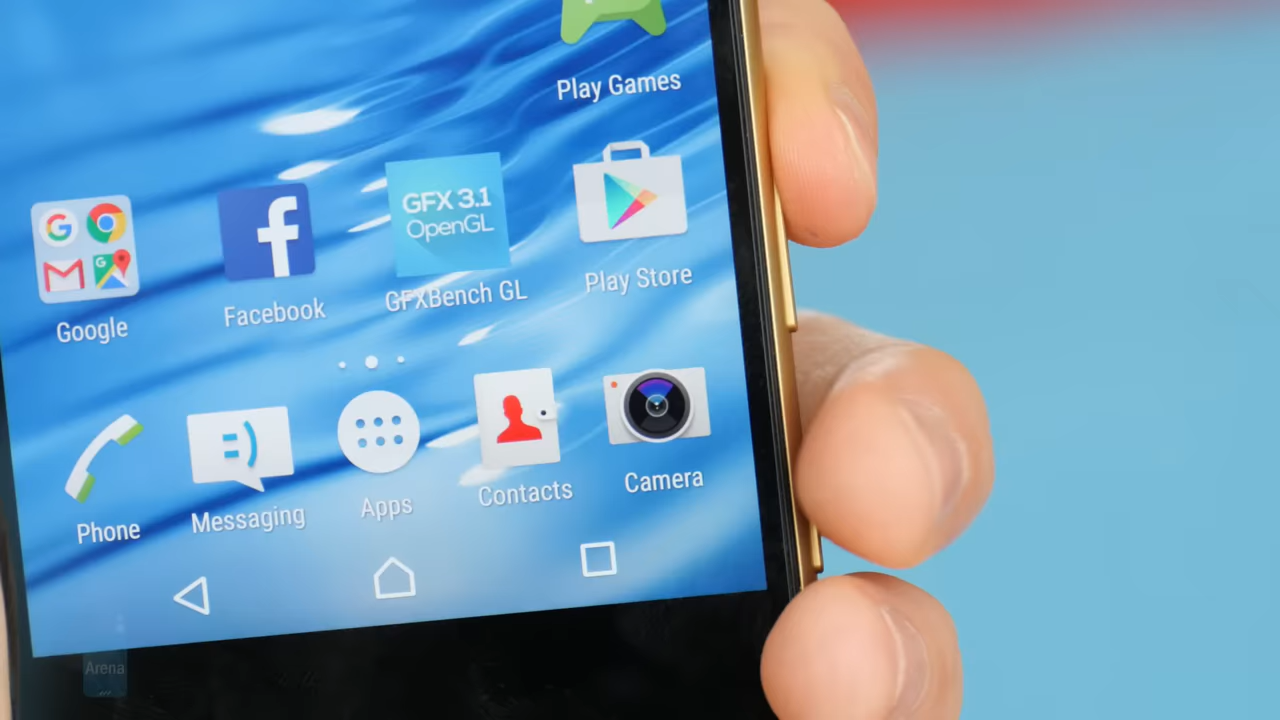 Play Games
GFX 3.1
OpenGL
Google
Facebook
GFXBench GL
Play Store
Phone
Messaging
Apps
Contacts
Camera
Arena